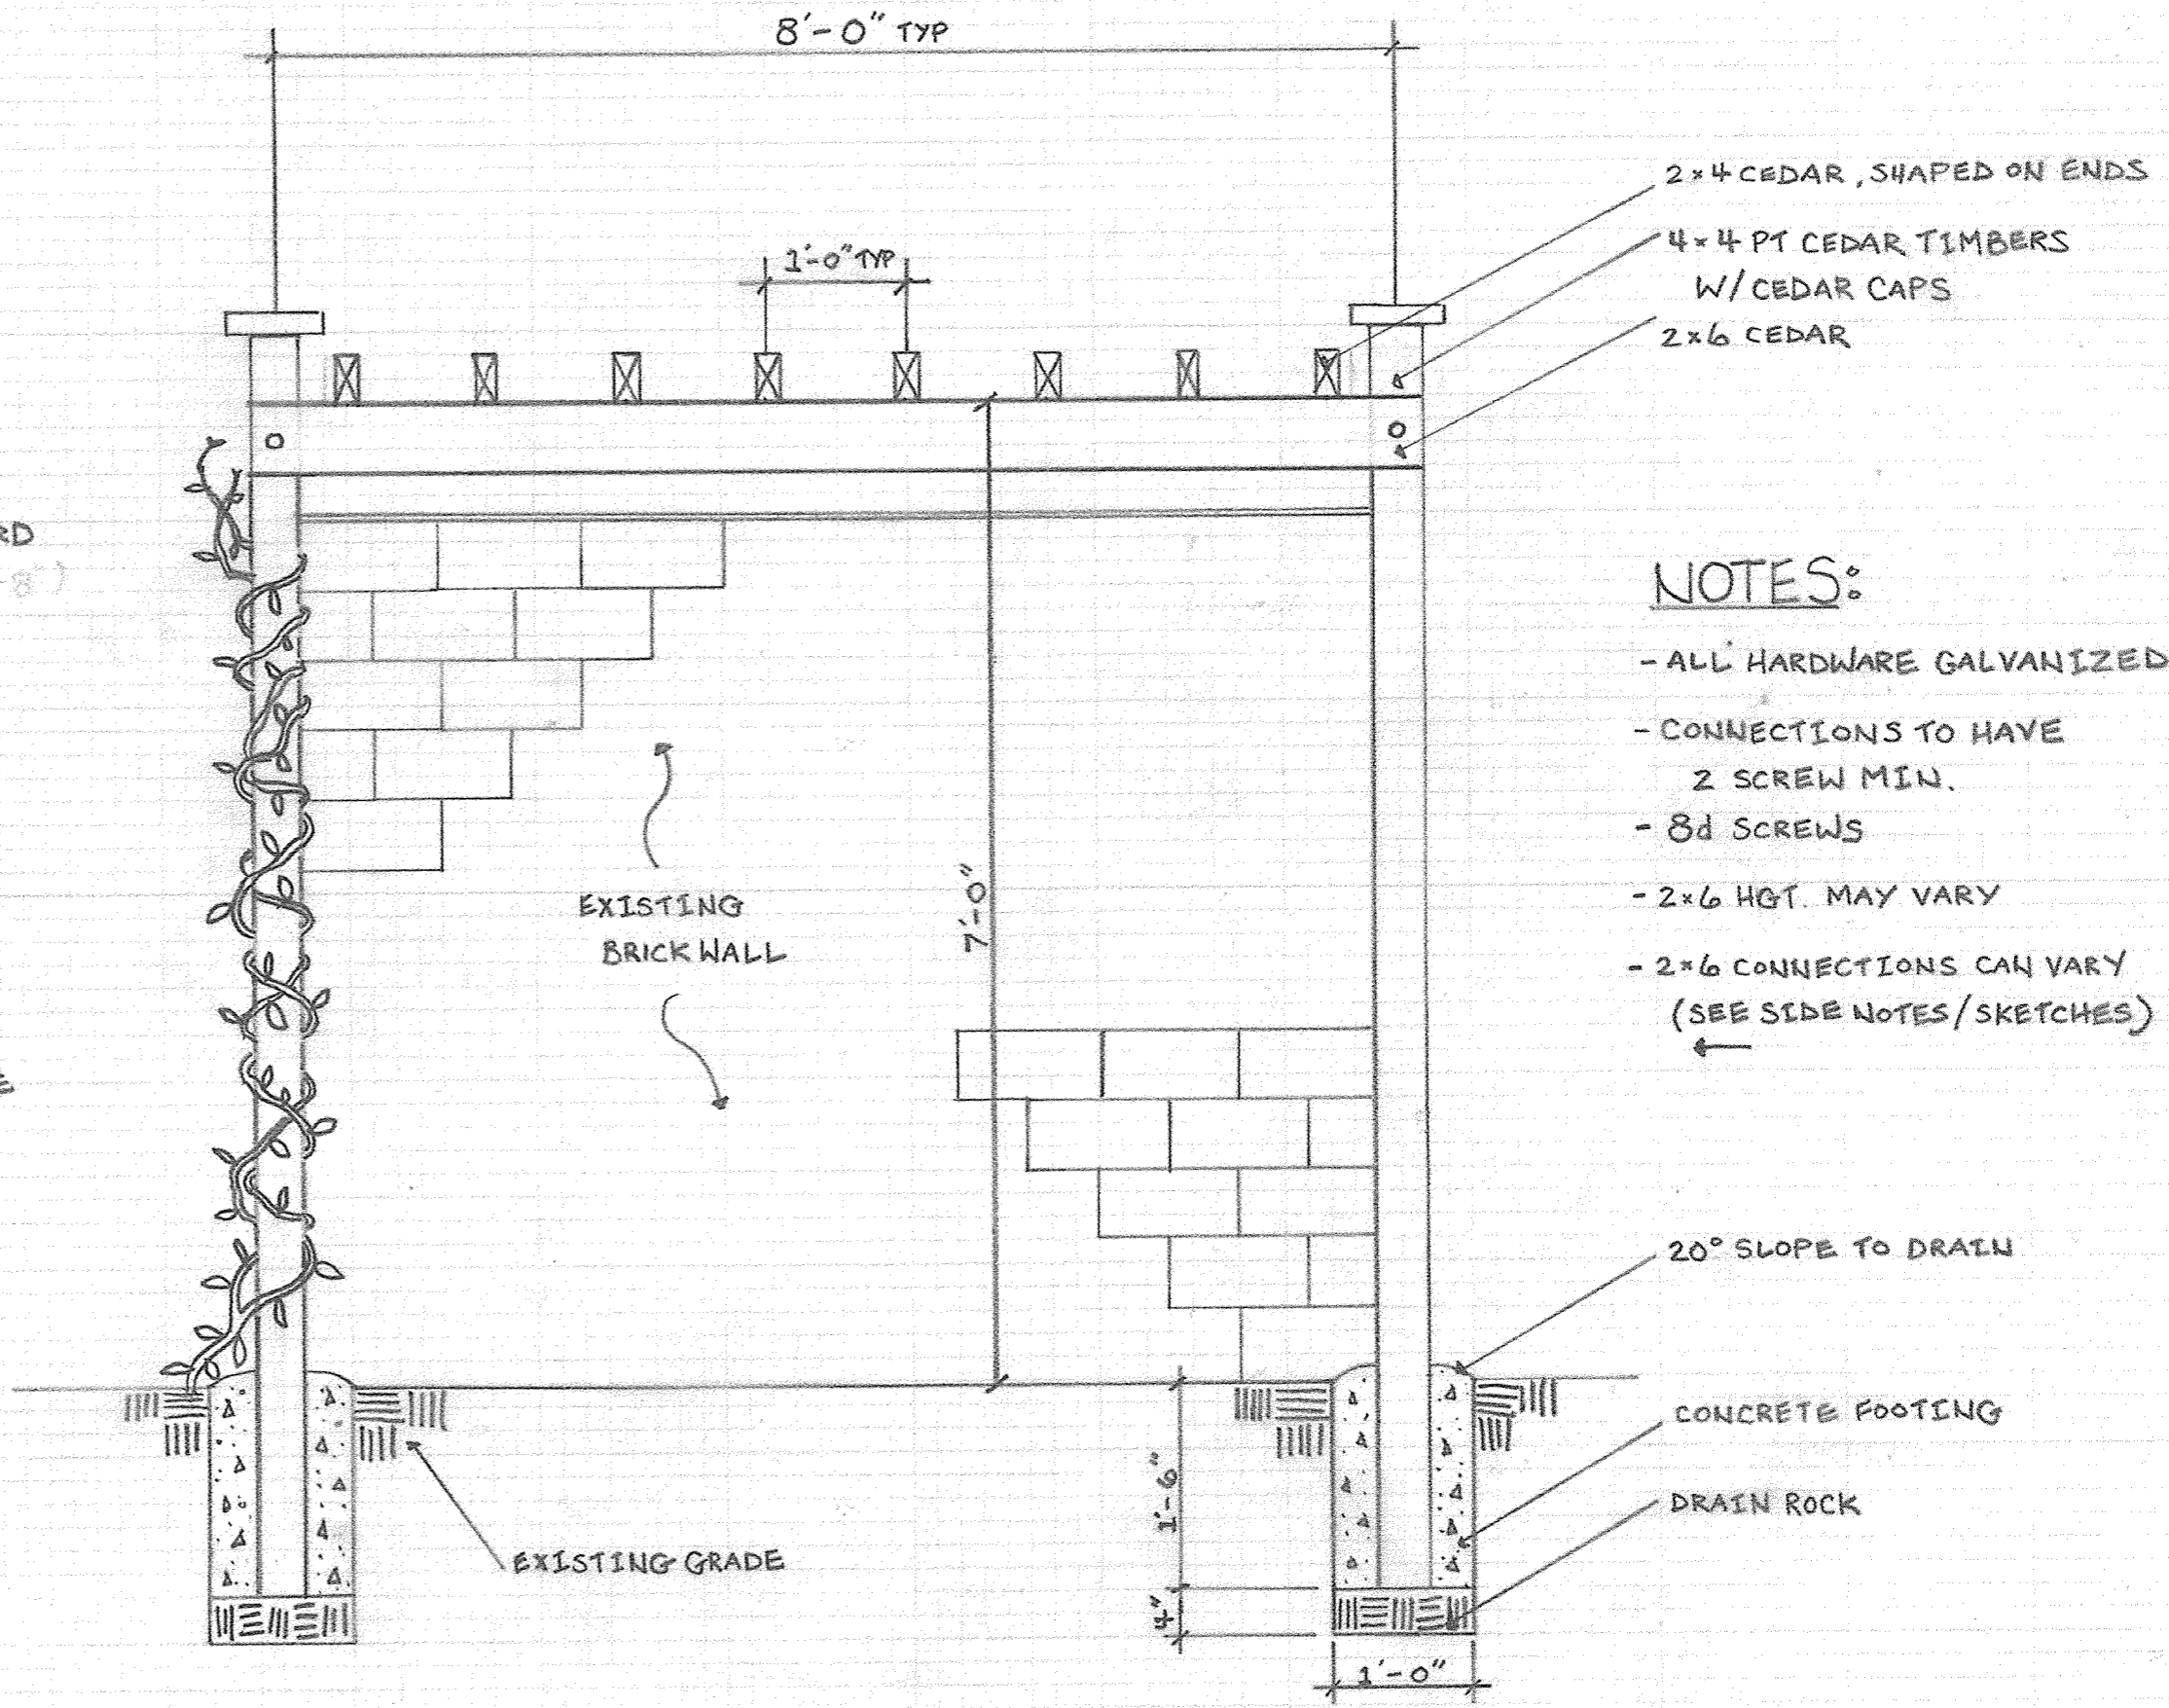 8'-0" TYP
1'-0" TYP
2×4 CEDAR, SHAPED ON ENDS
4×4 PT CEDAR TIMBERS
W/ CEDAR CAPS
2×6 CEDAR
NOTES:
- ALL HARDWARE GALVANIZED
- CONNECTIONS TO HAVE
2 SCREW MIN.
- 8d SCREWS
- 2×6 HGT. MAY VARY
- 2×6 CONNECTIONS CAN VARY
(SEE SIDE NOTES/SKETCHES)
EXISTING
BRICK WALL
7'-0"
20° SLOPE TO DRAIN
CONCRETE FOOTING
DRAIN ROCK
EXISTING GRADE
1'-6"
4"
1'-0"